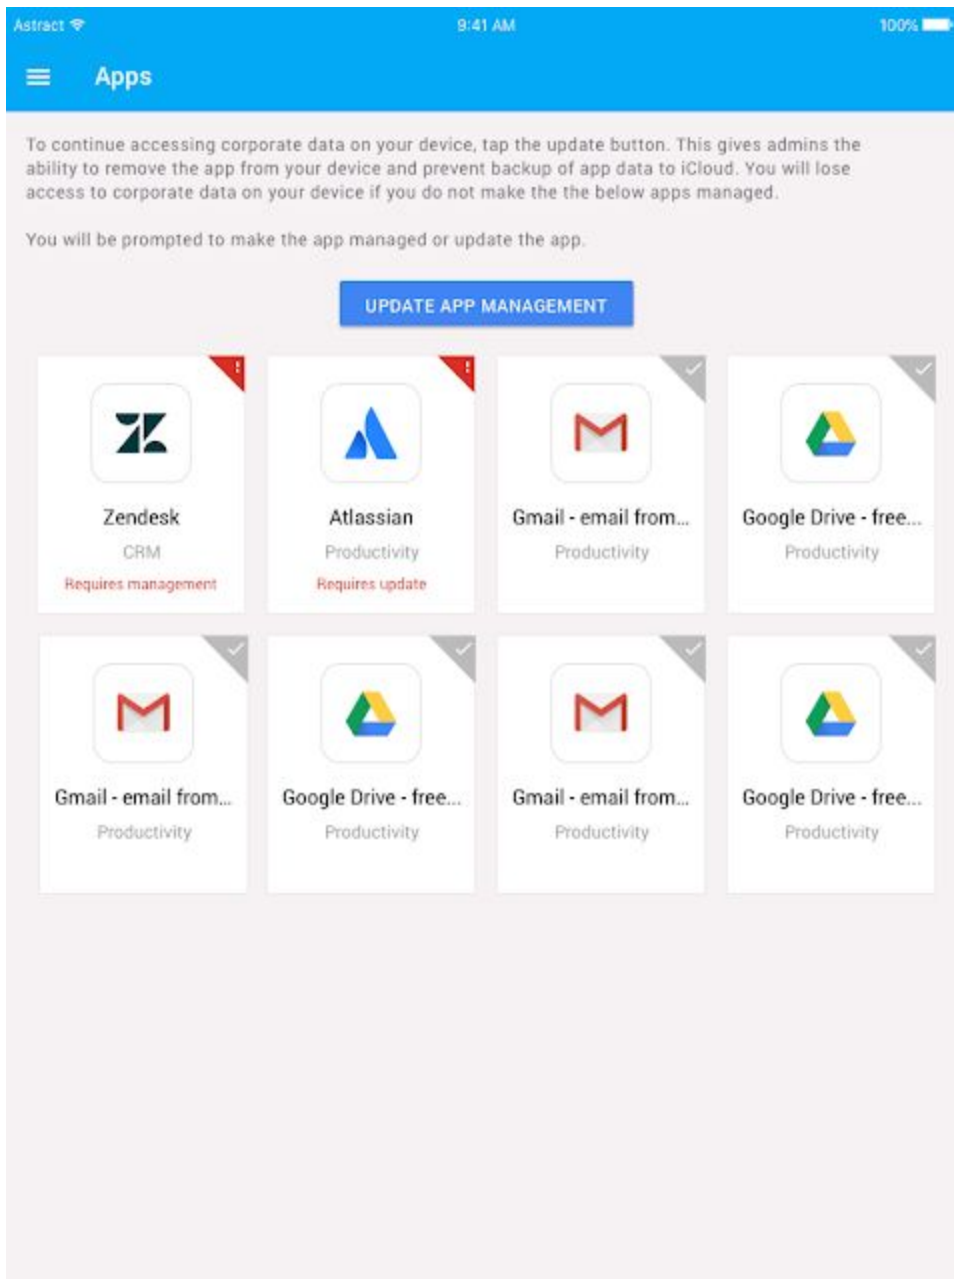 Astract 9:41 AM 100%
Apps
To continue accessing corporate data on your device, tap the update button. This gives admins the
ability to remove the app from your device and prevent backup of app data to iCloud. You will lose
access to corporate data on your device if you do not make the the below apps managed.
You will be prompted to make the app managed or update the app.
UPDATE APP MANAGEMENT
Zendesk Atlassian Gmail - email from... Google Drive - free...
CRM Productivity Productivity Productivity
Requires management Requires update
Gmail - email from... Google Drive - free... Gmail - email from... Google Drive - free...
Productivity Productivity Productivity Productivity